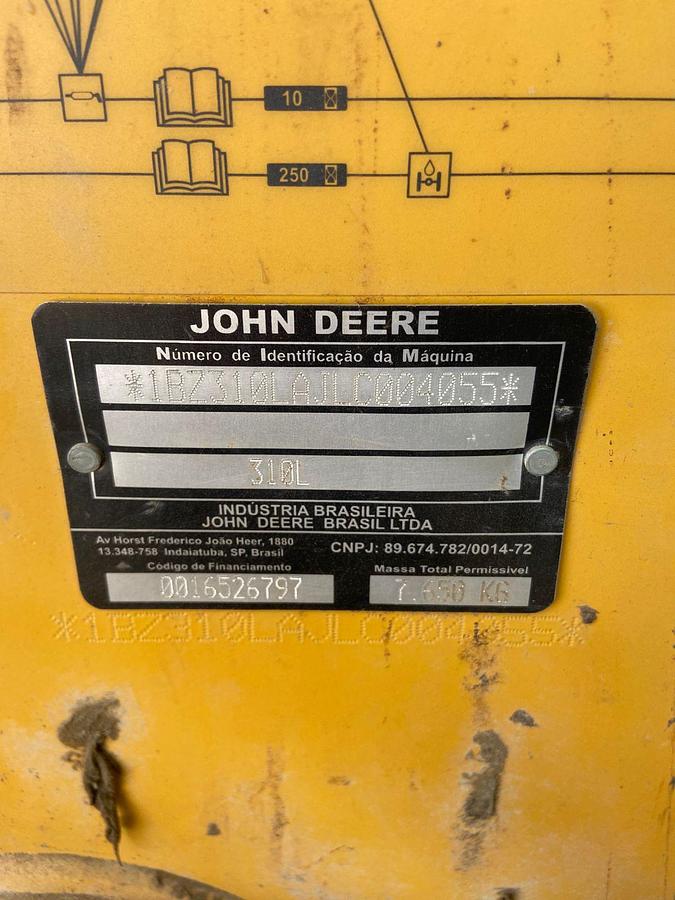 10
250
JOHN DEERE
Número de Identificação da Máquina
*1BZ310LAJLC004055*
310L
INDÚSTRIA BRASILEIRA
JOHN DEERE BRASIL LTDA
Av Horst Frederico João Heer, 1880
13.348-758 Indaiatuba, SP, Brasil
CNPJ: 89.674.782/0014-72
Código de Financiamento
Massa Total Permissível
0016526797
7.650 KG
*1BZ310LAJLC004055*